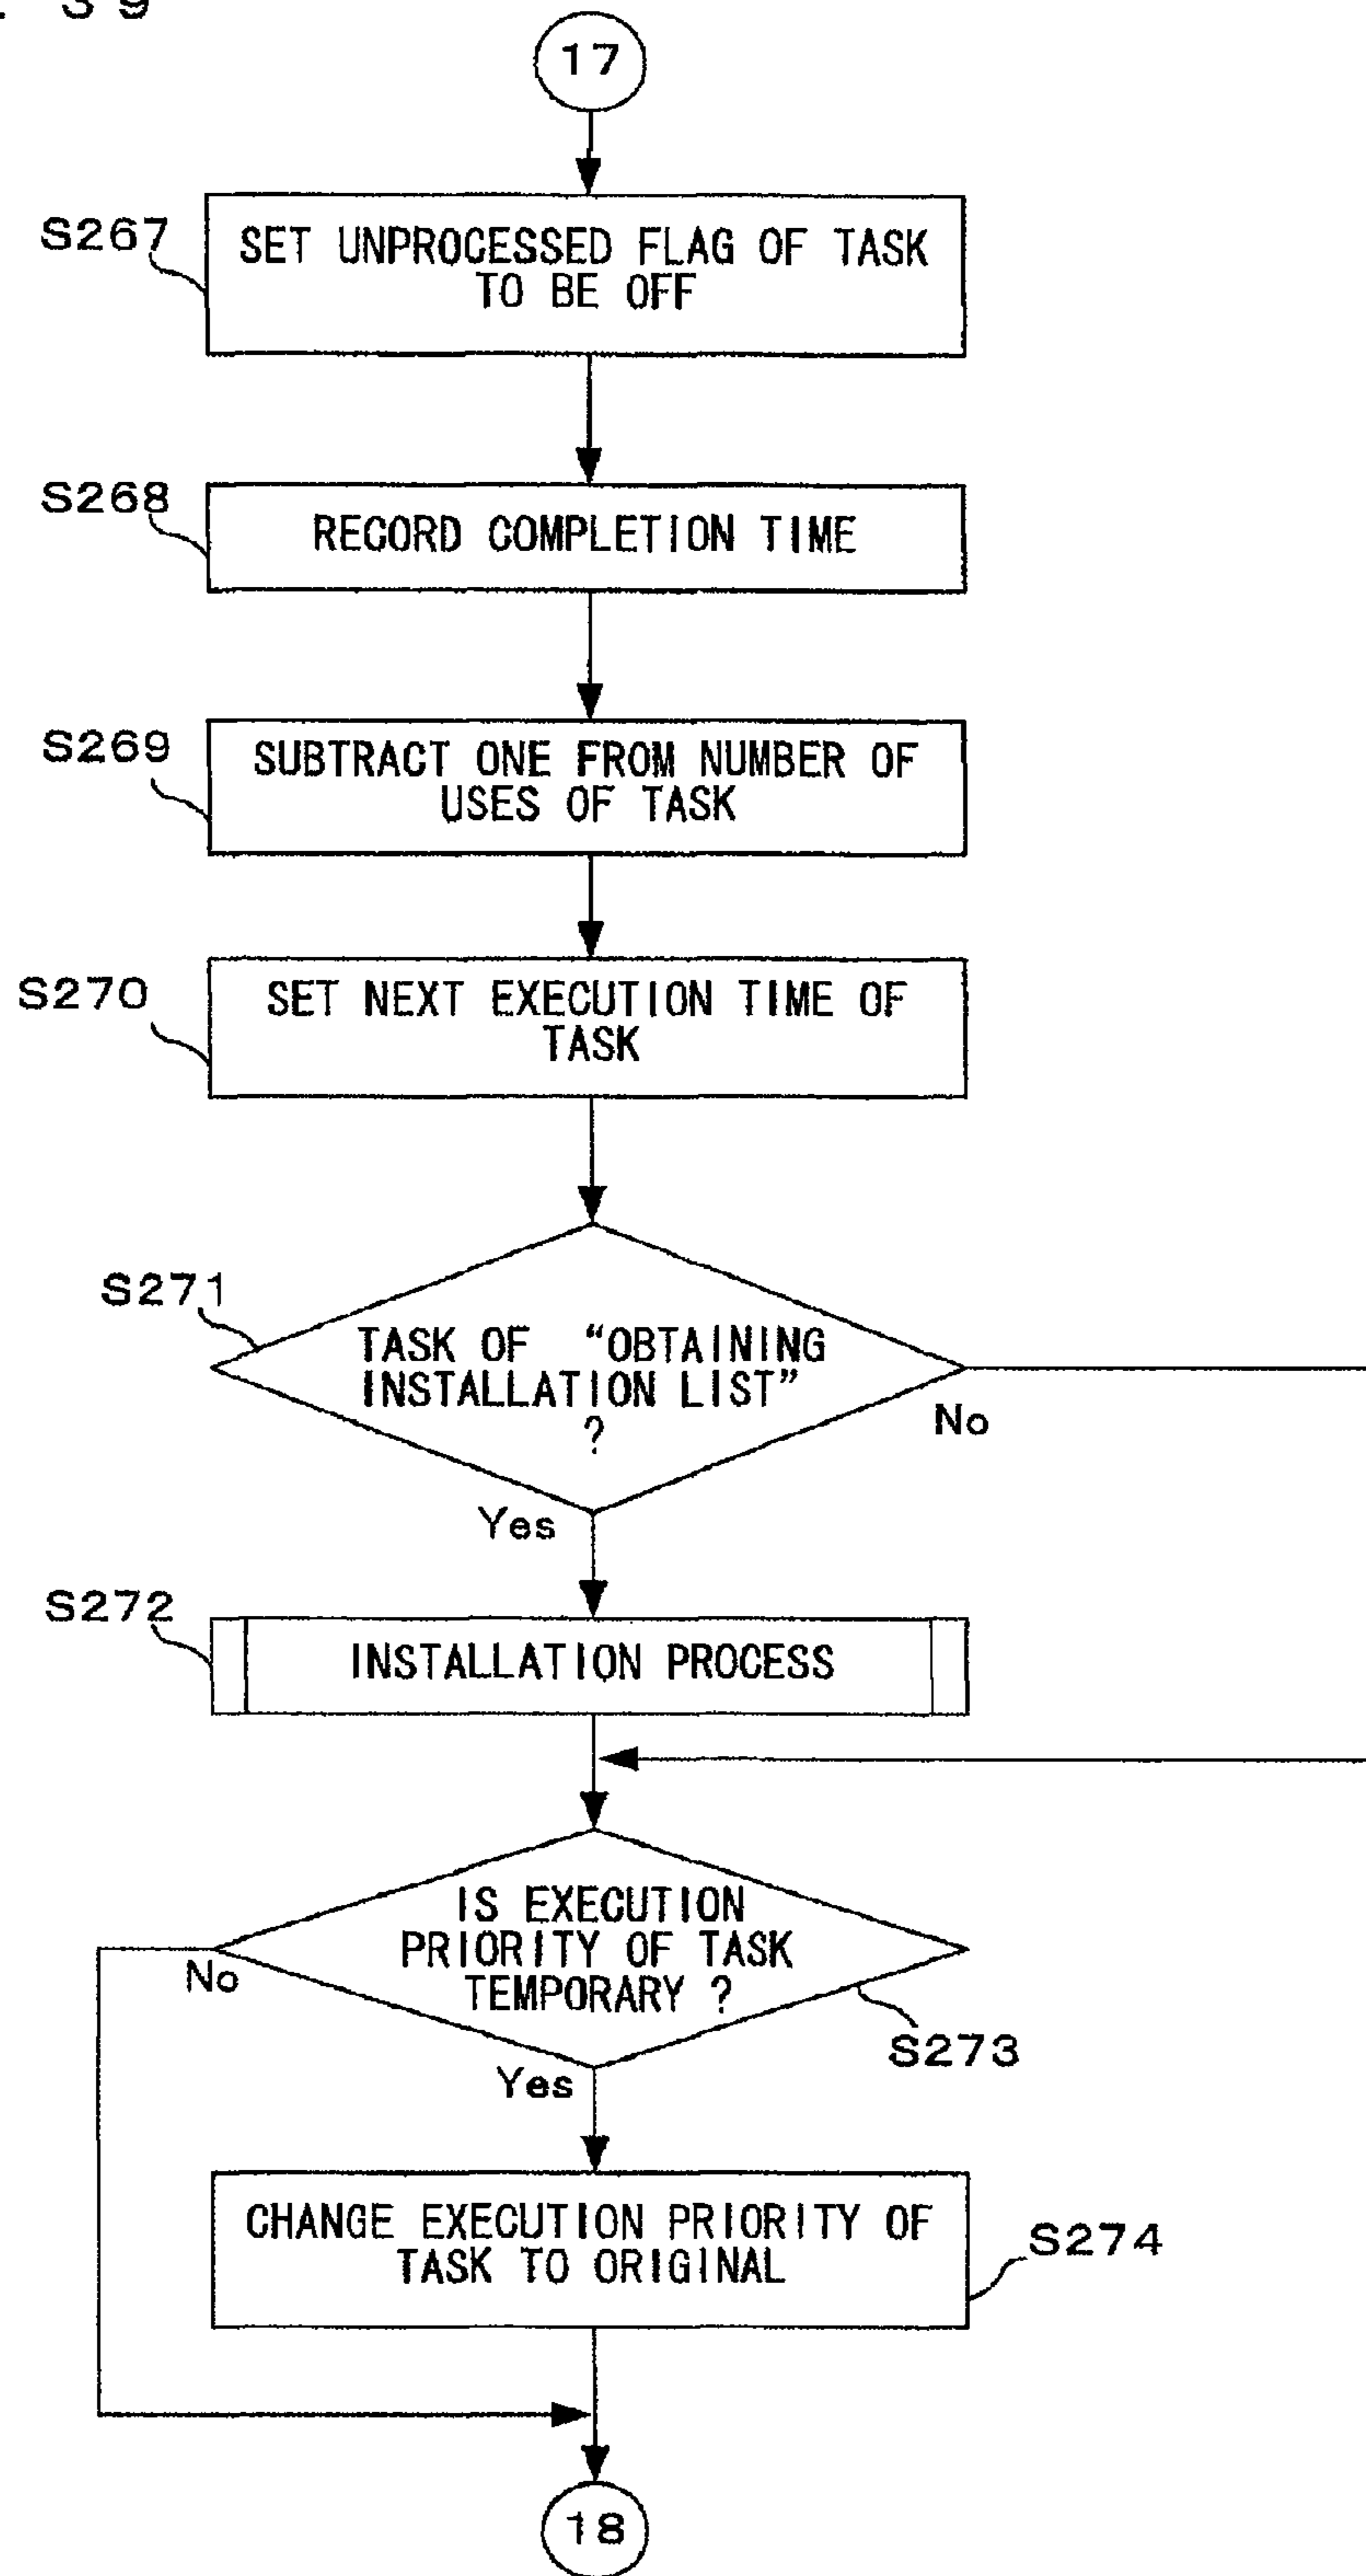 . 39
17
S267
SET UNPROCESSED FLAG OF TASK
TO BE OFF
S268
RECORD COMPLETION TIME
S269
SUBTRACT ONE FROM NUMBER OF
USES OF TASK
S270
SET NEXT EXECUTION TIME OF
TASK
S271
TASK OF “OBTAINING
INSTALLATION LIST”
?
No
Yes
S272
INSTALLATION PROCESS
IS EXECUTION
PRIORITY OF TASK
TEMPORARY ?
No
S273
Yes
CHANGE EXECUTION PRIORITY OF
TASK TO ORIGINAL
S274
18